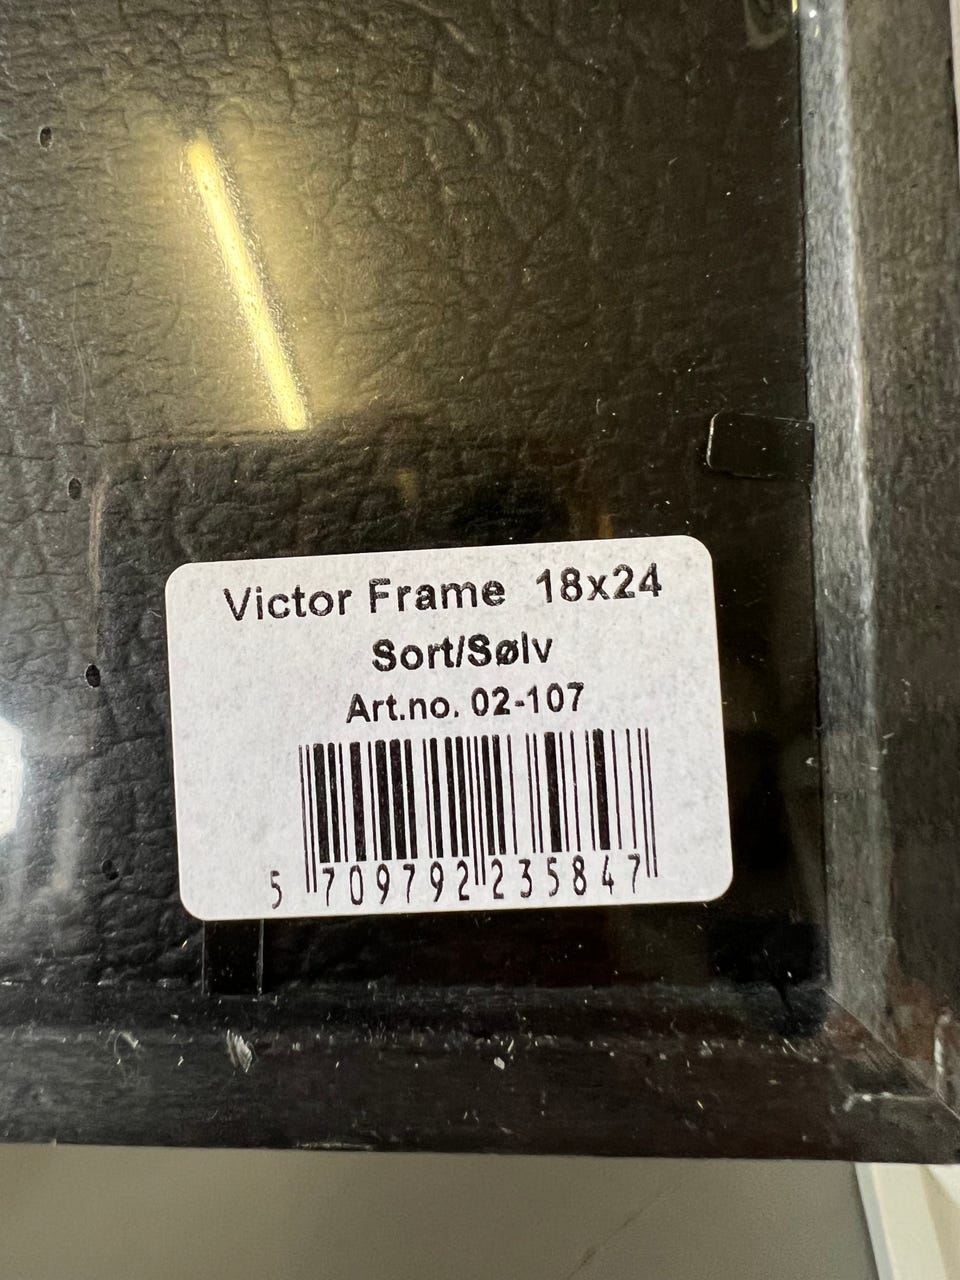 Victor Frame 18x24
Sort/Sølv
Art.no. 02-107
5 709792 235847